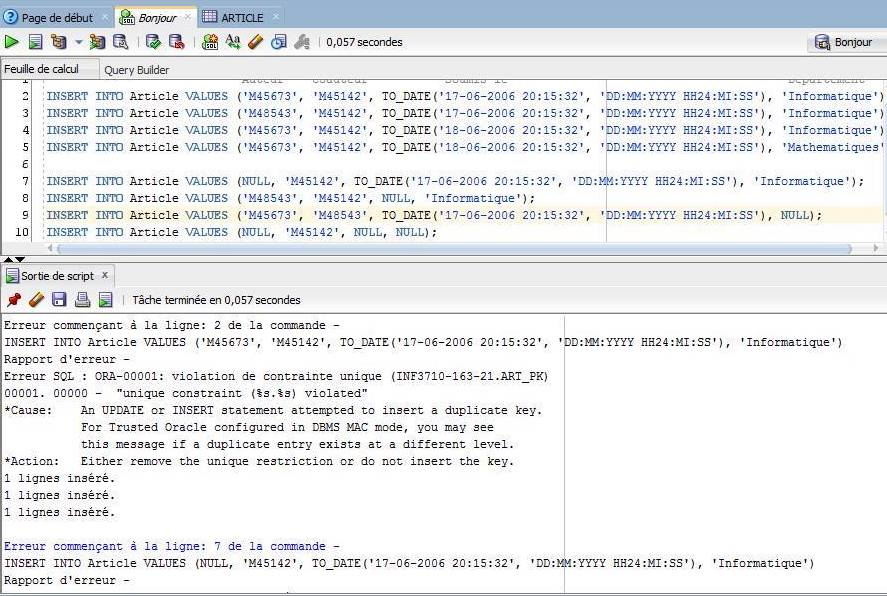 Page de début
Bonjour
ARTICLE
0,057 secondes
Bonjour
Feuille de calcul
Query Builder
Auteur CoAuteur Soumis le Departement
2 INSERT INTO Article VALUES ('M45673', 'M45142', TO_DATE('17-06-2006 20:15:32', 'DD:MM:YYYY HH24:MI:SS'), 'Informatique')
3 INSERT INTO Article VALUES ('M48543', 'M45142', TO_DATE('17-06-2006 20:15:32', 'DD:MM:YYYY HH24:MI:SS'), 'Informatique')
4 INSERT INTO Article VALUES ('M45673', 'M45142', TO_DATE('18-06-2006 20:15:32', 'DD:MM:YYYY HH24:MI:SS'), 'Informatique')
5 INSERT INTO Article VALUES ('M45673', 'M45142', TO_DATE('18-06-2006 20:15:32', 'DD:MM:YYYY HH24:MI:SS'), 'Mathematiques'
6
7 INSERT INTO Article VALUES (NULL, 'M45142', TO_DATE('17-06-2006 20:15:32', 'DD:MM:YYYY HH24:MI:SS'), 'Informatique');
8 INSERT INTO Article VALUES ('M48543', 'M45142', NULL, 'Informatique');
9 INSERT INTO Article VALUES ('M45673', 'M48543', TO_DATE('17-06-2006 20:15:32', 'DD:MM:YYYY HH24:MI:SS'), NULL);
10 INSERT INTO Article VALUES (NULL, 'M45142', NULL, NULL);
Sortie de script
Tâche terminée en 0,057 secondes
Erreur commençant à la ligne: 2 de la commande -
INSERT INTO Article VALUES ('M45673', 'M45142', TO_DATE('17-06-2006 20:15:32', 'DD:MM:YYYY HH24:MI:SS'), 'Informatique')
Rapport d'erreur -
Erreur SQL : ORA-00001: violation de contrainte unique (INF3710-163-21.ART_PK)
00001. 00000 - "unique constraint (%s.%s) violated"
*Cause: An UPDATE or INSERT statement attempted to insert a duplicate key.
For Trusted Oracle configured in DBMS MAC mode, you may see
this message if a duplicate entry exists at a different level.
*Action: Either remove the unique restriction or do not insert the key.
1 lignes inséré.
1 lignes inséré.
1 lignes inséré.
Erreur commençant à la ligne: 7 de la commande -
INSERT INTO Article VALUES (NULL, 'M45142', TO_DATE('17-06-2006 20:15:32', 'DD:MM:YYYY HH24:MI:SS'), 'Informatique')
Rapport d'erreur -